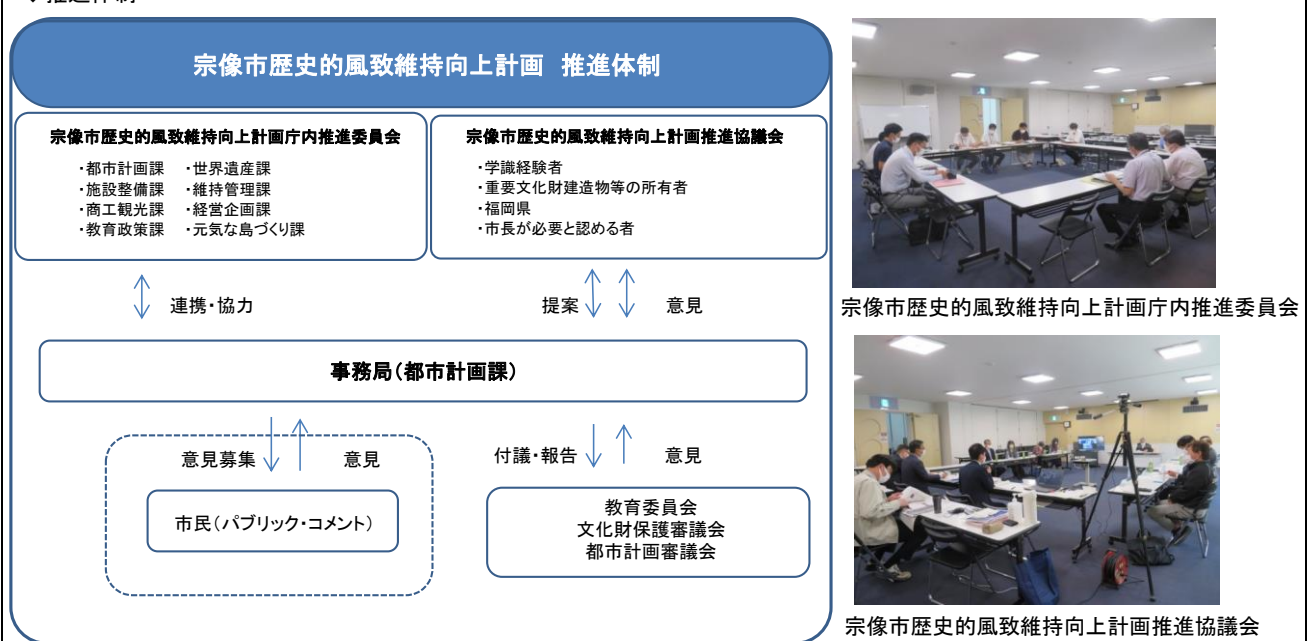 宗像市歴史的風致維持向上計画 推進体制
宗像市歴史的風致維持向上計画庁内推進委員会
・都市計画課 ・世界遺産課
・施設整備課 ・維持管理課
・商工観光課 ・経営企画課
・教育政策課 ・元気な島づくり課
宗像市歴史的風致維持向上計画推進協議会
・学識経験者
・重要文化財建造物等の所有者
・福岡県
・市長が必要と認める者
連携・協力
提案 意見
事務局（都市計画課）
意見募集 意見
付議・報告 意見
市民（パブリック・コメント）
教育委員会
文化財保護審議会
都市計画審議会
宗像市歴史的風致維持向上計画庁内推進委員会
宗像市歴史的風致維持向上計画推進協議会